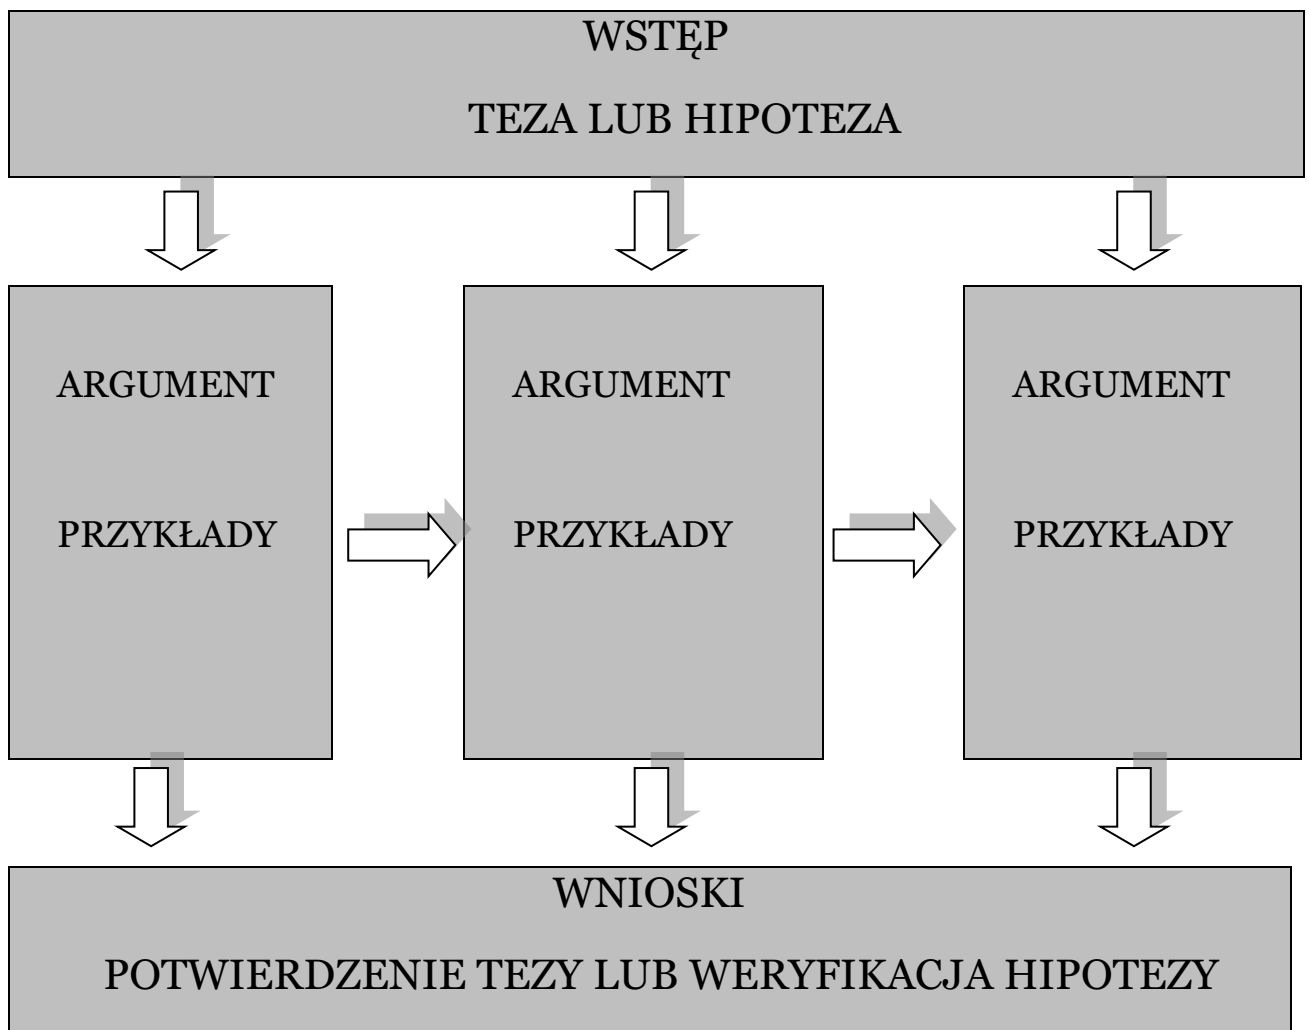 WSTĘP
TEZA LUB HIPOTEZA
ARGUMENT
PRZYKŁADY
ARGUMENT
PRZYKŁADY
ARGUMENT
PRZYKŁADY
WNIOSKI
POTWIERDZENIE TEZY LUB WERYFIKACJA HIPOTEZY